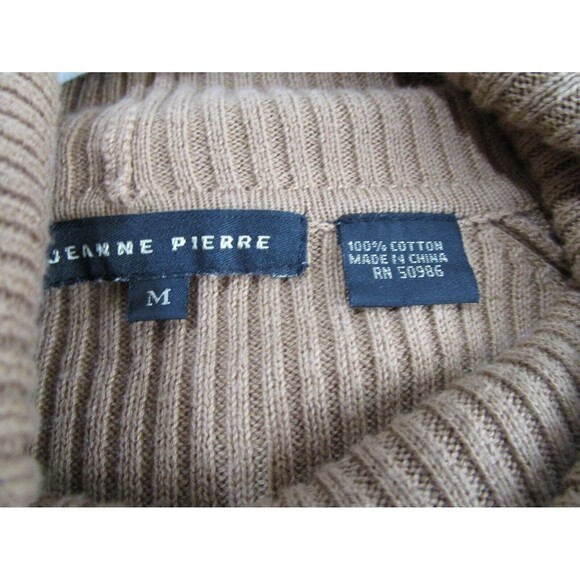 JEANNE PIERRE
M
100% COTTON
MADE IN CHINA
RN 50986